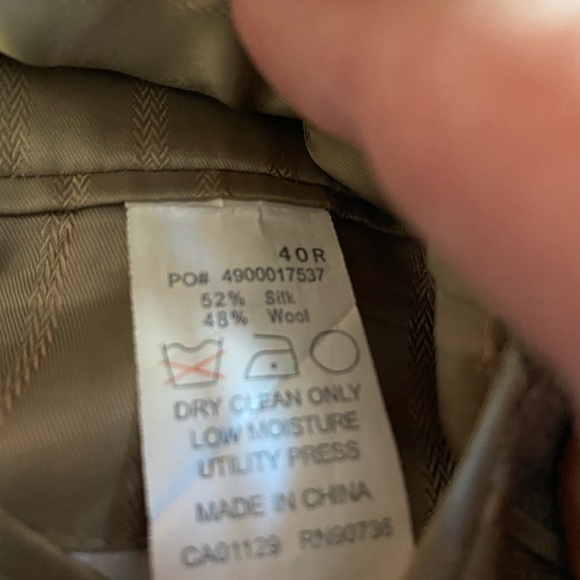 40R
PO# 4900017537
52% Silk
48% Wool
DRY CLEAN ONLY
LOW MOISTURE
UTILITY PRESS
MADE IN CHINA
CA01129 RN90736